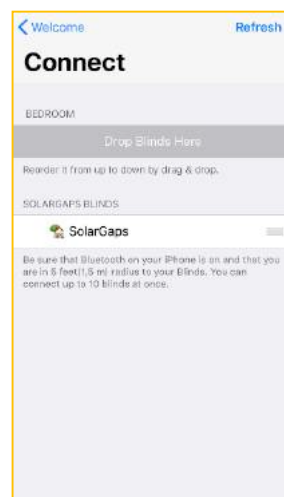 Welcome Refresh
Connect
BEDROOM
Drop Blinds Here
Reorder it from up to down by drag & drop.
SOLARGAPS BLINDS
SolarGaps
Be sure that Bluetooth on your iPhone is on and that you
are in 5 feet(1,5 m) radius to your Blinds. You can
connect up to 10 blinds at once.